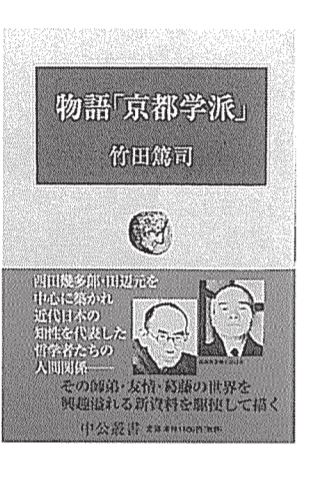 物語「京都学派」
竹田篤司
西田幾多郎・田辺元を
中心に築かれ
近代日本の
知性を代表した
哲学者たちの
人間関係――
その師弟・友情・葛藤の世界を
興趣溢れる新資料を駆使して描く
中公叢書